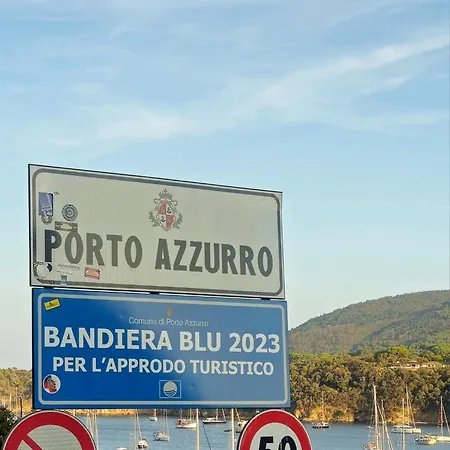 PORTO AZZURRO
Comune di Porto Azzurro
BANDIERA BLU 2023
PER L'APPRODO TURISTICO
50